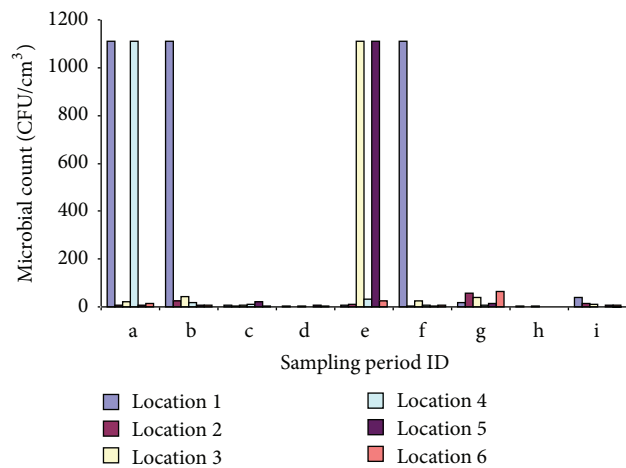 Microbial count (CFU/cm³)
1200
1000
800
600
400
200
0
a b c d e f g h i
Sampling period ID
Location 1
Location 2
Location 3
Location 4
Location 5
Location 6